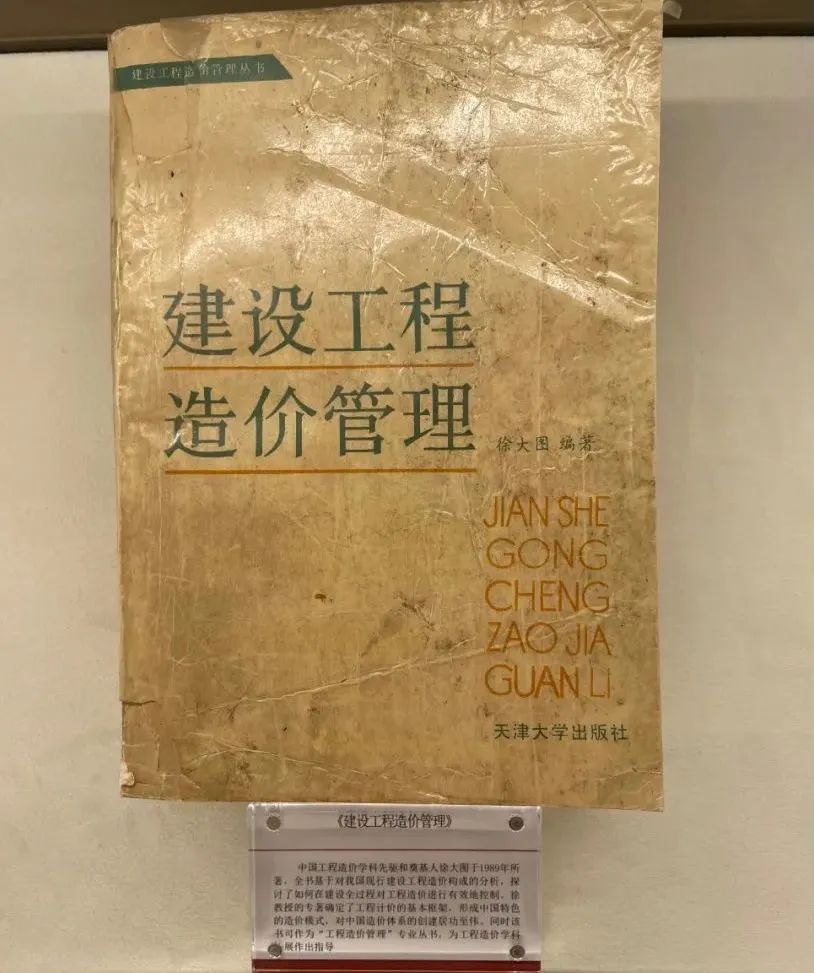 建设工程造价管理丛书
建设工程
造价管理
徐大图 编著
JIAN SHE
GONG
CHENG
ZAO JIA
GUAN LI
天津大学出版社
《建设工程造价管理》
中国工程造价学科先驱和奠基人徐大图于1989年所
著。全书基于对我国现行建设工程造价构成的分析，探
讨了如何在建设全过程对工程造价进行有效地控制。徐
教授的专著确定了工程计价的基本框架，形成中国特色
的造价模式，对中国造价体系的创建居功至伟。同时该
书可作为“工程造价管理”专业丛书，为工程造价学科
展作出指导